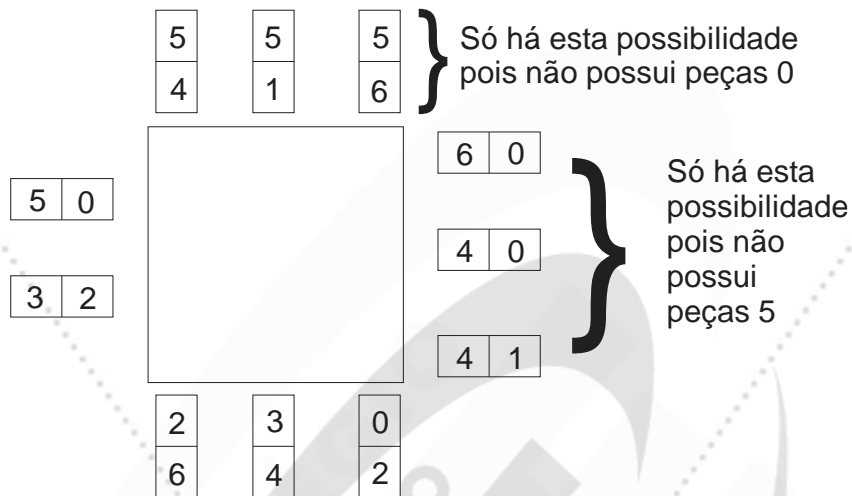 5 5 5
4 1 6
Só há esta possibilidade
pois não possui peças 0
6 0
5 0
4 0
3 2
4 1
Só há esta
possibilidade
pois não
possui
peças 5
2 3 0
6 4 2